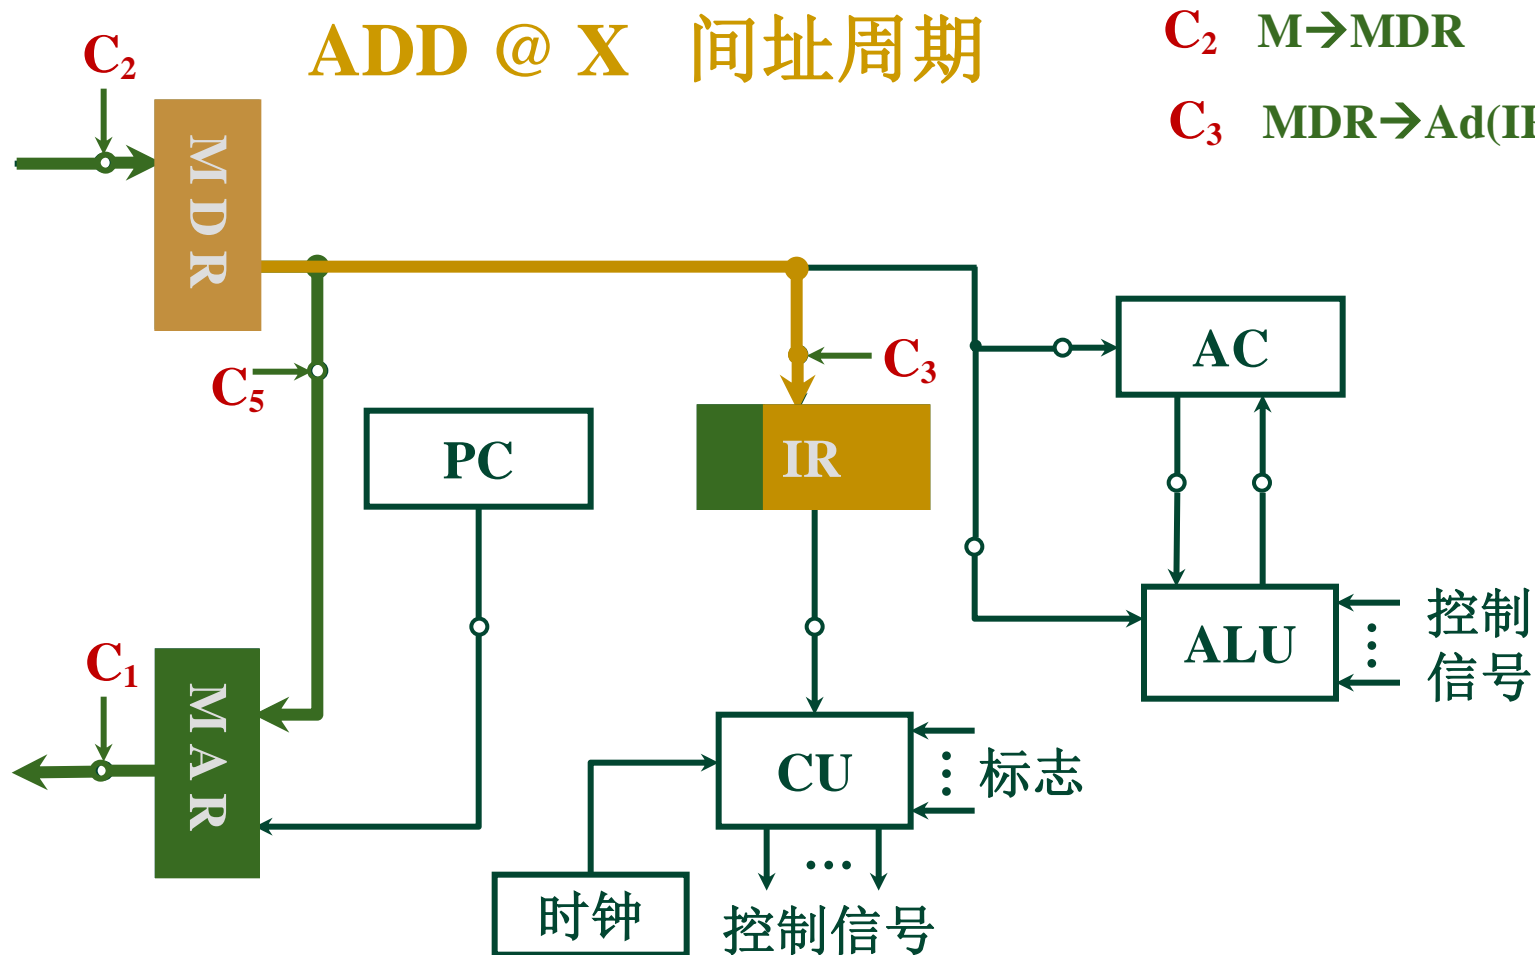 ADD @ X 间址周期
C₂ M→MDR
C₃ MDR→Ad(IR
C₂
MDR
C₅
C₃
AC
PC
IR
ALU
控制
信号
C₁
MAR
CU
标志
时钟
控制信号